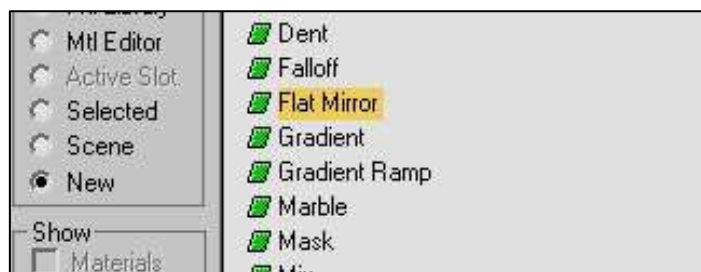 Mtl Editor
Active Slot
Selected
Scene
New
Show
Materials
Dent
Falloff
Flat Mirror
Gradient
Gradient Ramp
Marble
Mask